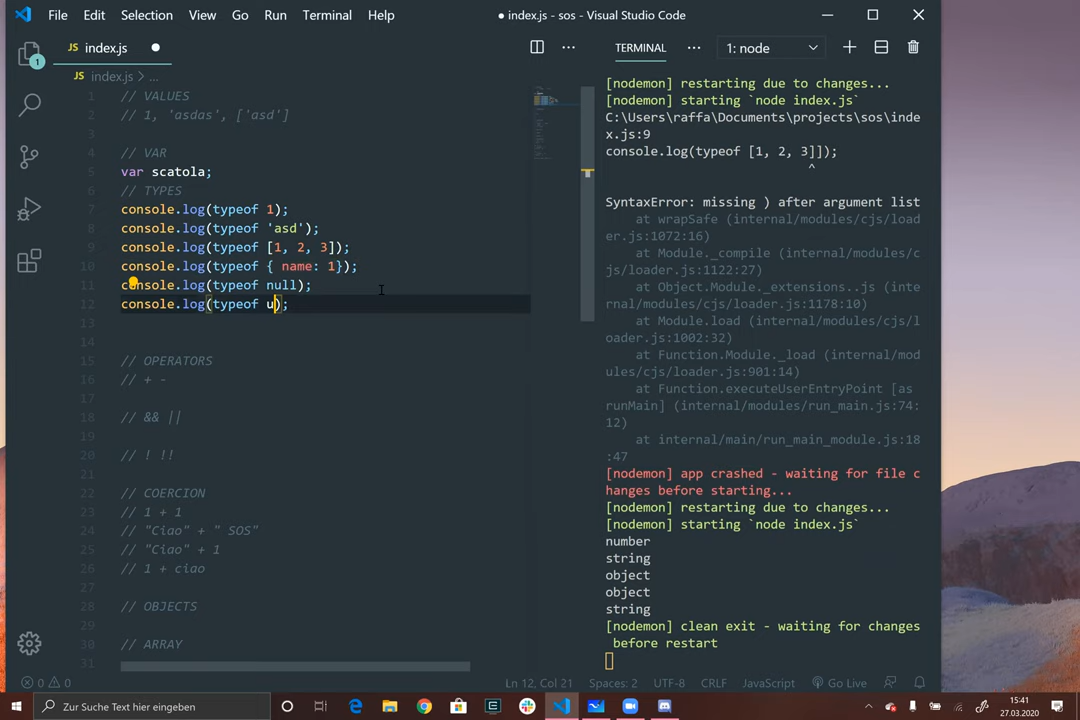 File Edit Selection View Go Run Terminal Help
● index.js - sos - Visual Studio Code
JS index.js ●
TERMINAL ··· 1: node
JS index.js > ...
1 // VALUES
2 // 1, 'asdas', ['asd']
3
4 // VAR
5 var scatola;
6 // TYPES
7 console.log(typeof 1);
8 console.log(typeof 'asd');
9 console.log(typeof [1, 2, 3]);
10 console.log(typeof { name: 1});
11 console.log(typeof null);
12 console.log(typeof u);
13
14
15 // OPERATORS
16 // + -
17
18 // && ||
19
20 // ! !!
21
22 // COERCION
23 // 1 + 1
24 // "Ciao" + " SOS"
25 // "Ciao" + 1
26 // 1 + ciao
27
28 // OBJECTS
29
30 // ARRAY
31
[nodemon] restarting due to changes...
[nodemon] starting `node index.js`
C:\Users\raffa\Documents\projects\sos\inde
x.js:9
console.log(typeof [1, 2, 3]]);
^
SyntaxError: missing ) after argument list
at wrapSafe (internal/modules/cjs/load
er.js:1072:16)
at Module._compile (internal/modules/c
js/loader.js:1122:27)
at Object.Module._extensions..js (inte
rnal/modules/cjs/loader.js:1178:10)
at Module.load (internal/modules/cjs/l
oader.js:1002:32)
at Function.Module._load (internal/mod
ules/cjs/loader.js:901:14)
at Function.executeUserEntryPoint [as
runMain] (internal/modules/run_main.js:74:
12)
at internal/main/run_main_module.js:18
:47
[nodemon] app crashed - waiting for file c
hanges before starting...
[nodemon] restarting due to changes...
[nodemon] starting `node index.js`
number
string
object
object
string
[nodemon] clean exit - waiting for changes
before restart
1
0 0 Ln 12, Col 21 Spaces: 2 UTF-8 CRLF JavaScript Go Live
Zur Suche Text hier eingeben
15:41
27.03.2020